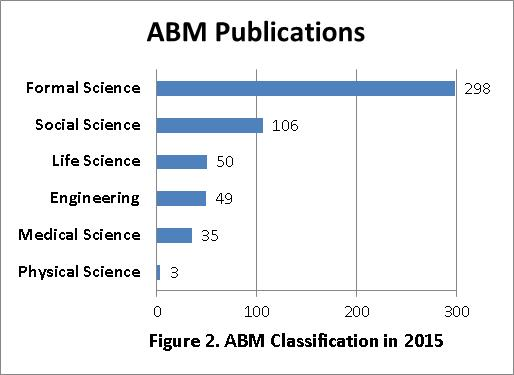 ABM Publications
Formal Science 298
Social Science 106
Life Science 50
Engineering 49
Medical Science 35
Physical Science 3
0 100 200 300
Figure 2. ABM Classification in 2015